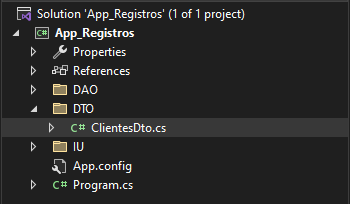 Solution 'App_Registros' (1 of 1 project)
C# App_Registros
Properties
References
DAO
DTO
C# ClientesDto.cs
IU
App.config
C# Program.cs